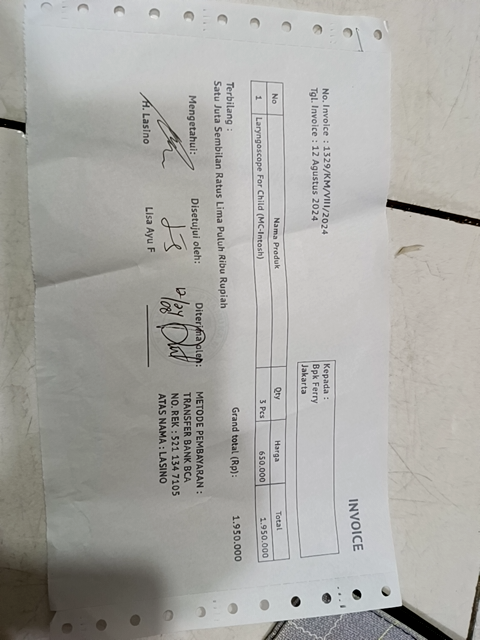 INVOICE
No. Invoice : 1329/KM/VIII/2024
Tgl. Invoice : 12 Agustus 2024
Kepada :
Bpk Ferry
Jakarta
No Nama Produk Qty Harga Total
1 Laryngoscope For Child (MC-Intosh) 3 Pcs 650.000 1.950.000
Grand total (Rp): 1.950.000
Terbilang :
Satu Juta Sembilan Ratus Lima Puluh Ribu Rupiah
Mengetahui: Disetujui oleh: Diterima oleh:
12/08 24
H. Lasino Lisa Ayu F
METODE PEMBAYARAN :
TRANSFER BANK BCA
NO. REK : 521 134 7105
ATAS NAMA : LASINO